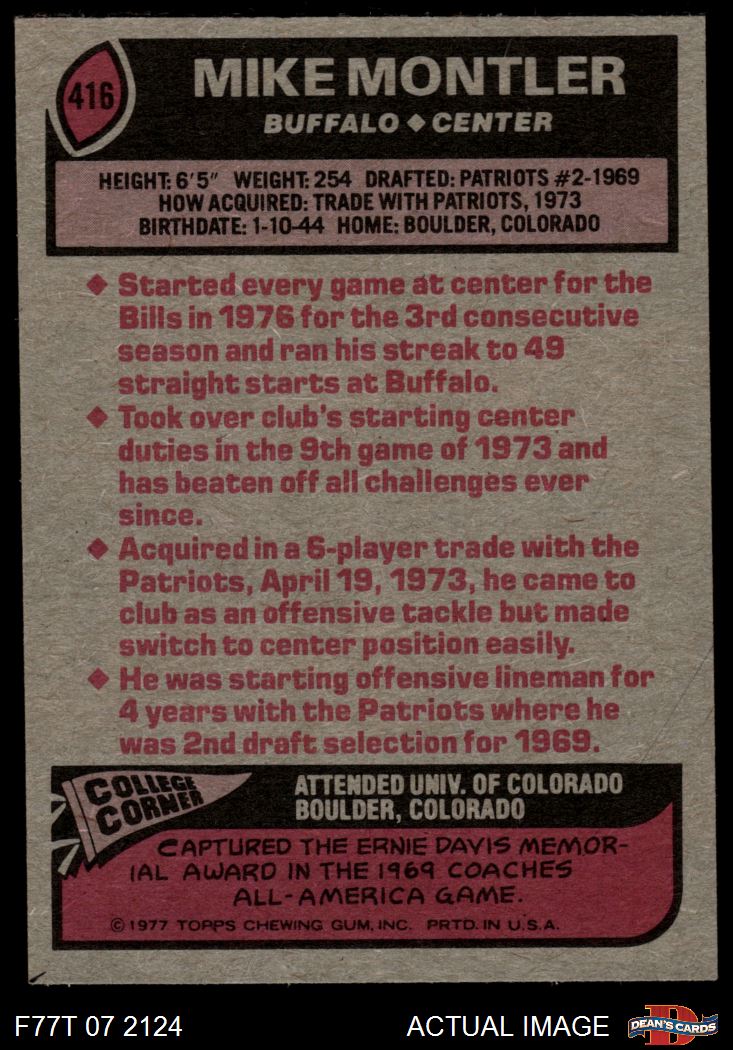 416
MIKE MONTLER
BUFFALO ◆ CENTER
HEIGHT: 6'5" WEIGHT: 254 DRAFTED: PATRIOTS #2-1969
HOW ACQUIRED: TRADE WITH PATRIOTS, 1973
BIRTHDATE: 1-10-44 HOME: BOULDER, COLORADO
◆ Started every game at center for the
Bills in 1976 for the 3rd consecutive
season and ran his streak to 49
straight starts at Buffalo.
◆ Took over club's starting center
duties in the 9th game of 1973 and
has beaten off all challenges ever
since.
◆ Acquired in a 6-player trade with the
Patriots, April 19, 1973, he came to
club as an offensive tackle but made
switch to center position easily.
◆ He was starting offensive lineman for
4 years with the Patriots where he
was 2nd draft selection for 1969.
COLLEGE
CORNER
ATTENDED UNIV. OF COLORADO
BOULDER, COLORADO
CAPTURED THE ERNIE DAVIS MEMOR-
IAL AWARD IN THE 1969 COACHES
ALL-AMERICA GAME.
© 1977 TOPPS CHEWING GUM, INC. PRTD. IN U.S.A.
F77T 07 2124
ACTUAL IMAGE
D
DEAN'S CARDS